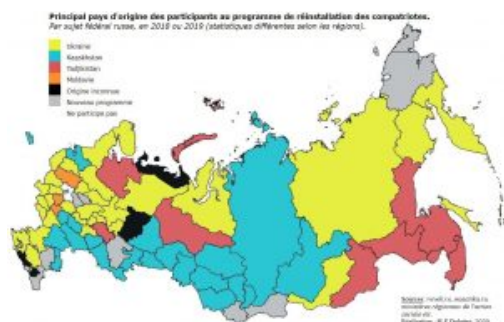 Principal pays d'origine des participants au programme de réinstallation des compatriotes.
Par sujet fédéral russe, en 2018 ou 2019 (statistiques différentes selon les régions).
Ukraine
Kazakhstan
Tadjikistan
Moldavie
Origine inconnue
Nouveau programme
Ne participe pas
Sources: